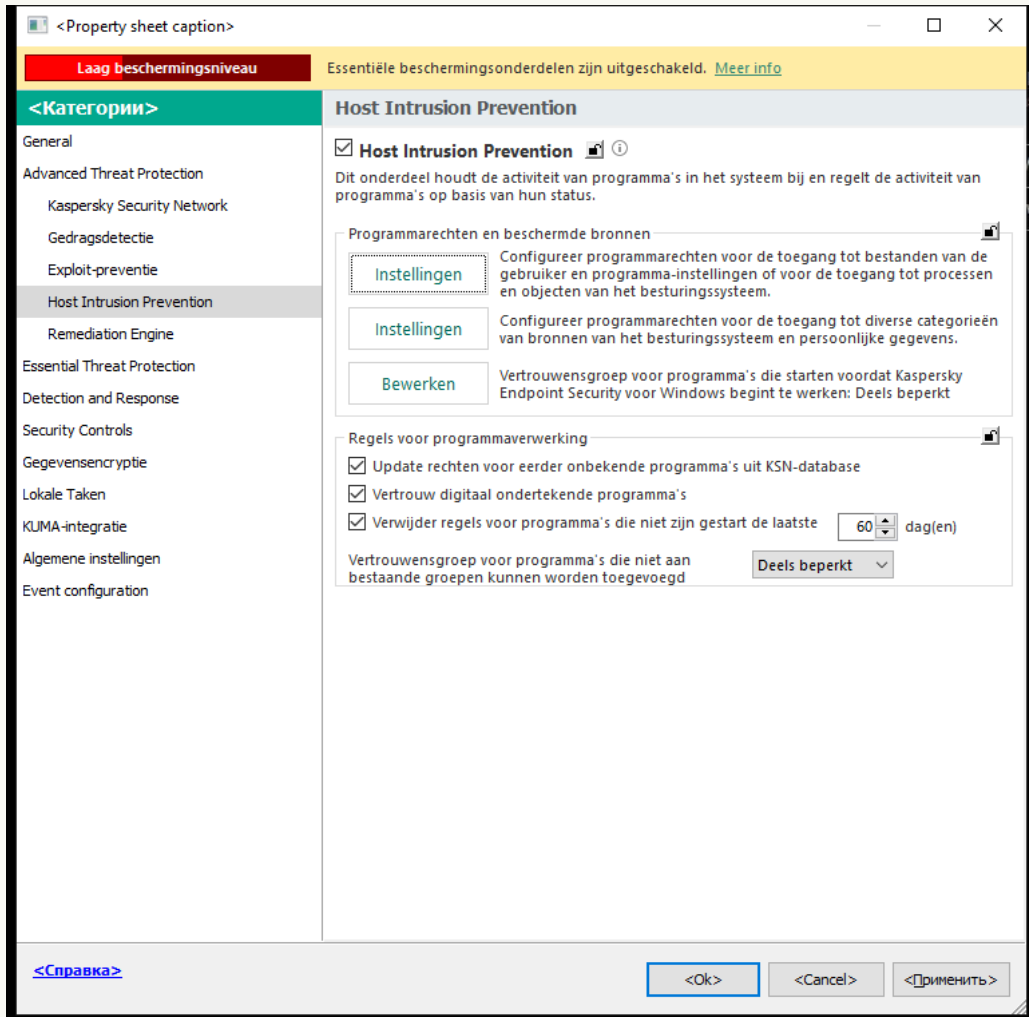 <Property sheet caption>
Laag beschermingsniveau
Essentiële beschermingsonderdelen zijn uitgeschakeld. Meer info
<Категории>
General
Advanced Threat Protection
Kaspersky Security Network
Gedragsdetectie
Exploit-preventie
Host Intrusion Prevention
Remediation Engine
Essential Threat Protection
Detection and Response
Security Controls
Gegevensencryptie
Lokale Taken
KUMA-integratie
Algemene instellingen
Event configuration
Host Intrusion Prevention
Host Intrusion Prevention
Dit onderdeel houdt de activiteit van programma's in het systeem bij en regelt de activiteit van
programma's op basis van hun status.
Programmarechten en beschermde bronnen
Instellingen
Configureer programmarechten voor de toegang tot bestanden van de
gebruiker en programma-instellingen of voor de toegang tot processen
en objecten van het besturingssysteem.
Instellingen
Configureer programmarechten voor de toegang tot diverse categorieën
van bronnen van het besturingssysteem en persoonlijke gegevens.
Bewerken
Vertrouwensgroep voor programma's die starten voordat Kaspersky
Endpoint Security voor Windows begint te werken: Deels beperkt
Regels voor programmaverwerking
Update rechten voor eerder onbekende programma's uit KSN-database
Vertrouw digitaal ondertekende programma's
Verwijder regels voor programma's die niet zijn gestart de laatste 60 dag(en)
Vertrouwensgroep voor programma's die niet aan
bestaande groepen kunnen worden toegevoegd
Deels beperkt
<Справка>
<Ok>
<Cancel>
<Применить>